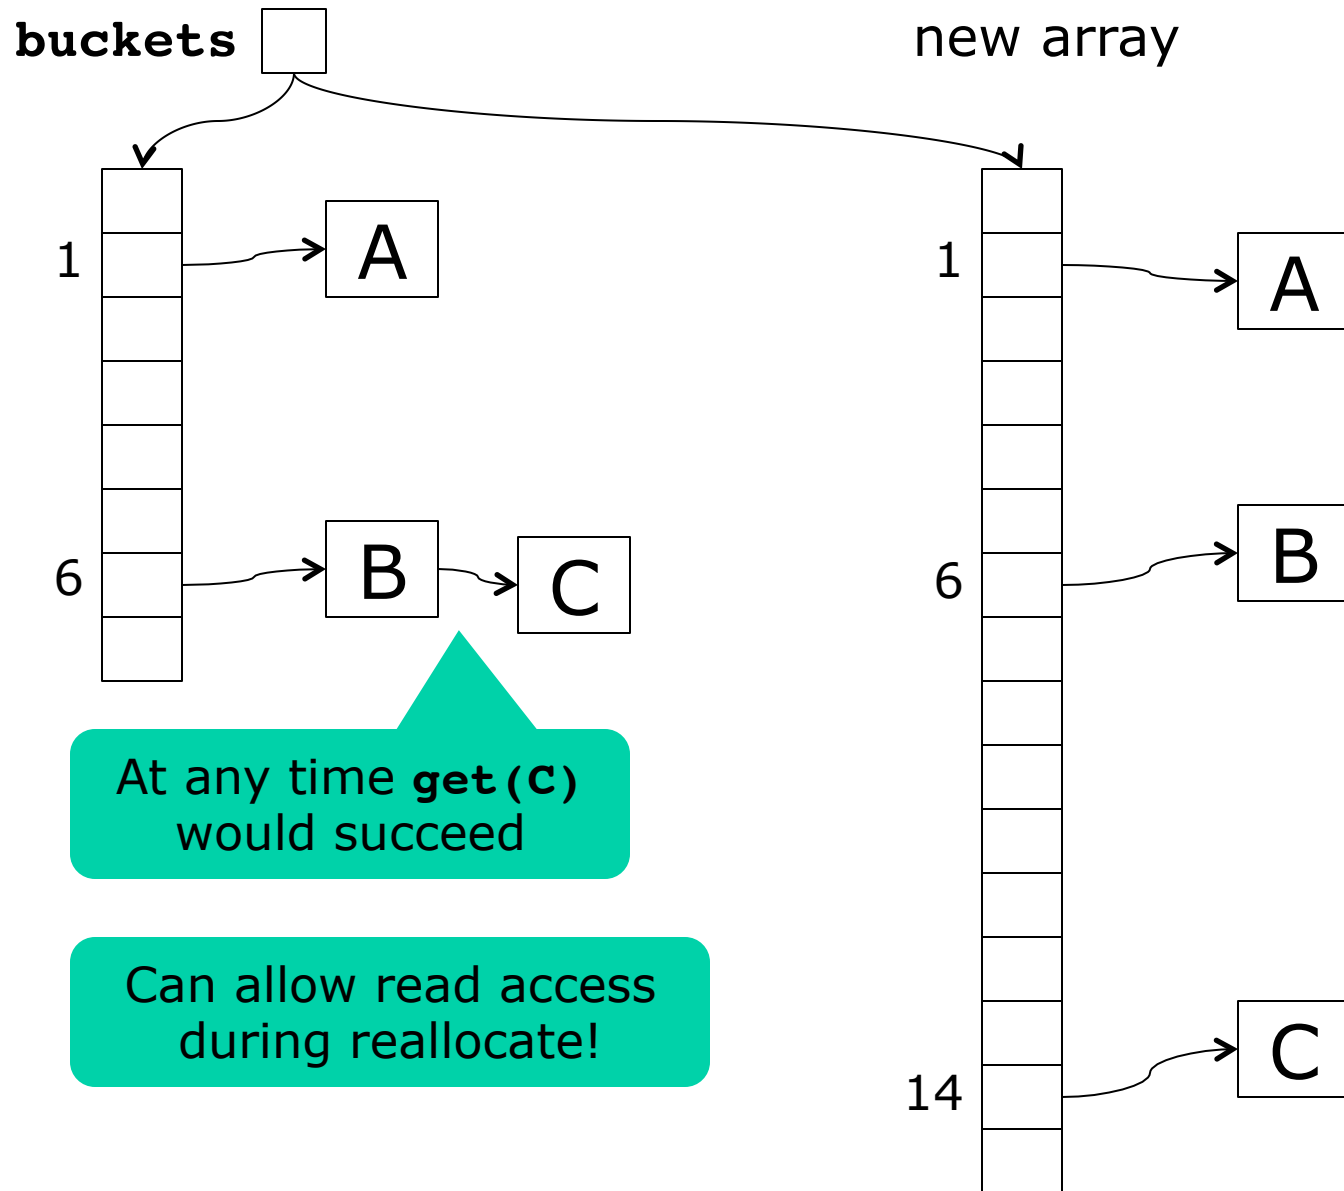 buckets
new array
1
A
1
A
6
B
C
6
B
At any time get(C)
would succeed
Can allow read access
during reallocate!
14
C